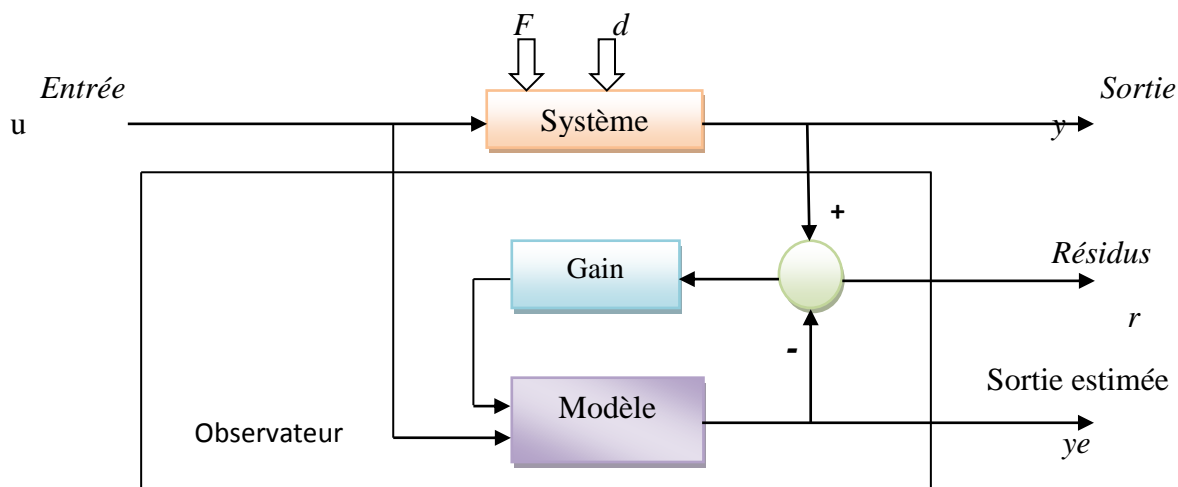 F d
Entrée
Sortie
u
Système
y
+
Gain
Résidus
r
-
Sortie estimée
Modèle
Observateur
ye